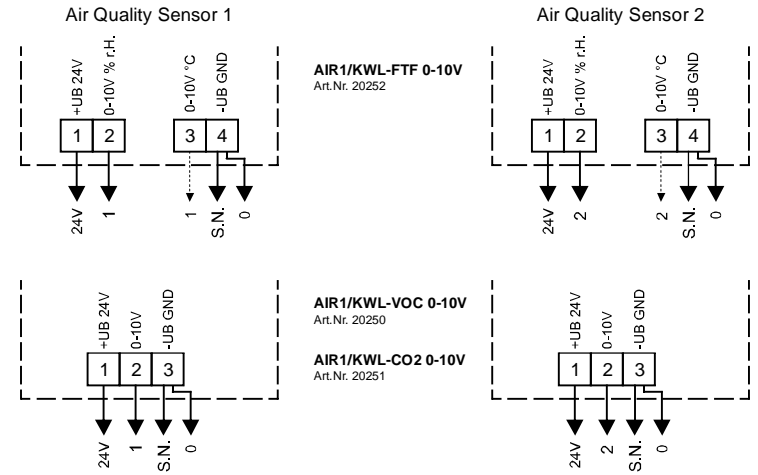 Air Quality Sensor 1
Air Quality Sensor 2
+UB 24V
0-10V % r.H.
0-10V °C
-UB GND
1 2 3 4
24V
1
1
S.N.
0
AIR1/KWL-FTF 0-10V
Art.Nr. 20252
+UB 24V
0-10V % r.H.
0-10V °C
-UB GND
1 2 3 4
24V
2
2
S.N.
0
+UB 24V
0-10V
-UB GND
1 2 3
24V
1
S.N.
0
AIR1/KWL-VOC 0-10V
Art.Nr. 20250
AIR1/KWL-CO2 0-10V
Art.Nr. 20251
+UB 24V
0-10V
-UB GND
1 2 3
24V
2
S.N.
0